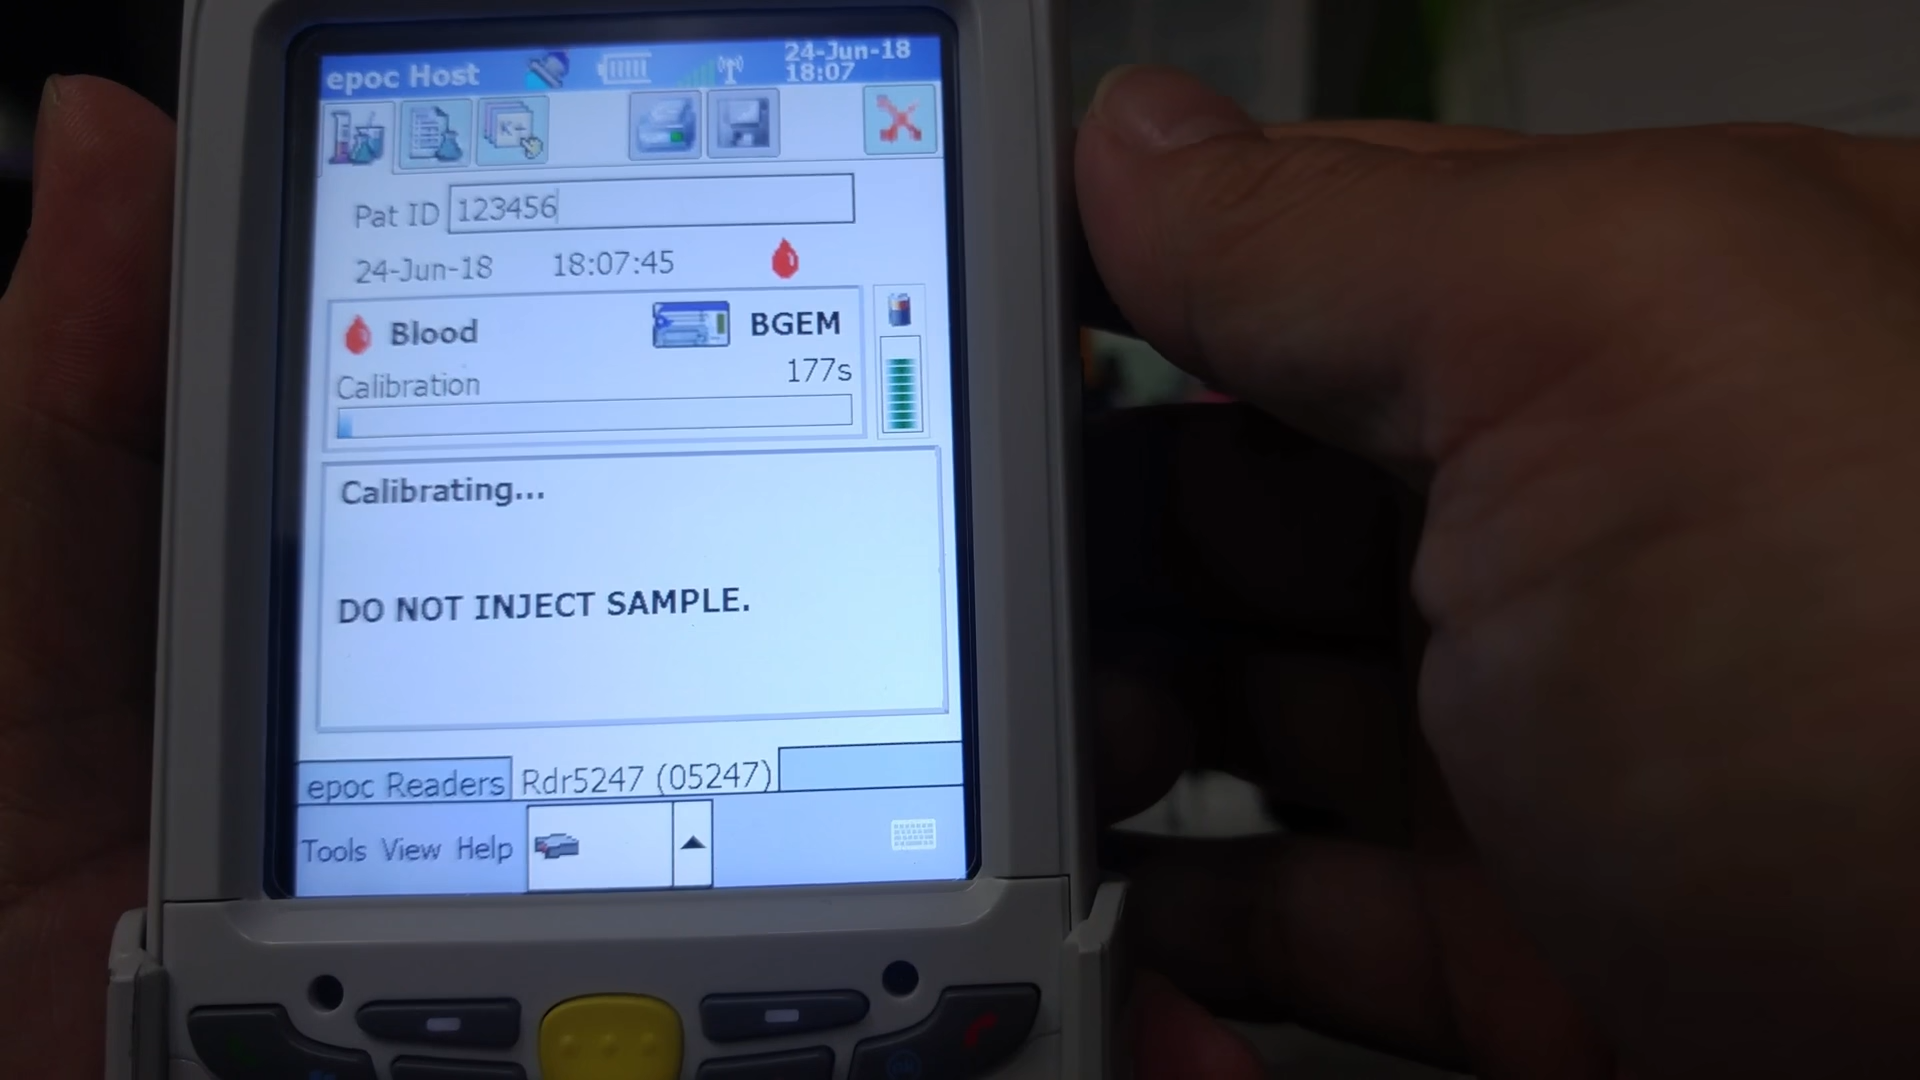 epoc Host
24-Jun-18
18:07
K+
Pat ID 123456
24-Jun-18 18:07:45
Blood BGEM
Calibration 177s
Calibrating...
DO NOT INJECT SAMPLE.
epoc Readers Rdr5247 (05247)
Tools View Help